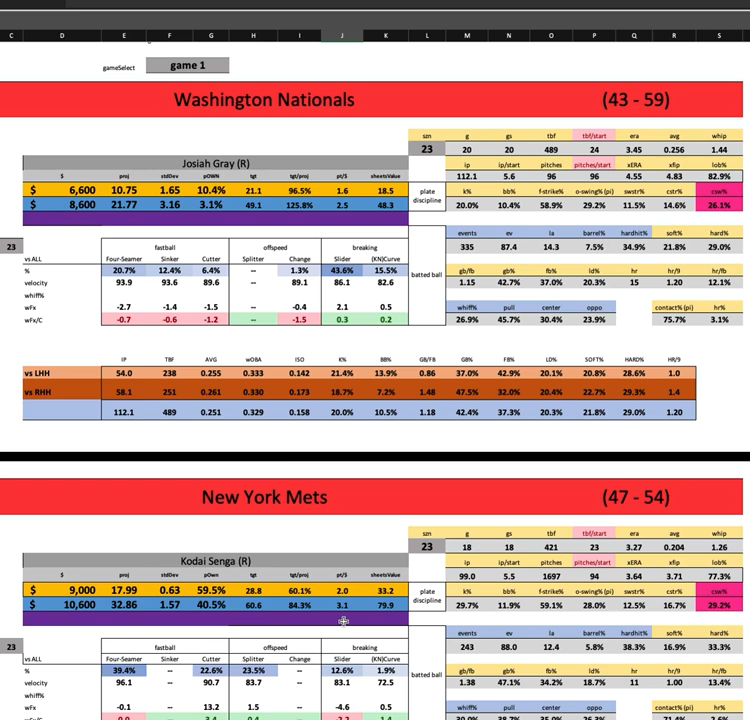 C D E F G H I J K L M N O P Q R S
gameSelect game 1
Washington Nationals (43 - 59)
szn g gs tbf tbf/start era avg whip
23 20 20 489 24 3.45 0.256 1.44
Josiah Gray (R) ip ip/start pitches pitches/start xERA xfip lob%
$ proj stdDev pOWN tgt tgt/proj pt/$ sheetsValue 112.1 5.6 96 96 4.55 4.83 82.9%
$ 6,600 10.75 1.65 10.4% 21.1 96.5% 1.6 18.5 plate discipline k% bb% f-strike% o-swing% (pi) swstr% cstr% csw%
$ 8,600 21.77 3.16 3.1% 49.1 125.8% 2.5 48.3 20.0% 10.4% 58.9% 29.2% 11.5% 14.6% 26.1%
events ev la barrel% hardhit% soft% hard%
23 fastball offspeed breaking 335 87.4 14.3 7.5% 34.9% 21.8% 29.0%
vs ALL Four-Seamer Sinker Cutter Splitter Change Slider (KN)Curve
% 20.7% 12.4% 6.4% -- 1.3% 43.6% 15.5% batted ball gb/fb gb% fb% ld% hr hr/9 hr/fb
velocity 93.9 93.6 89.6 -- 89.1 86.1 82.6 1.15 42.7% 37.0% 20.3% 15 1.20 12.1%
whiff%
wFx -2.7 -1.4 -1.5 -- -0.4 2.1 0.5 whiff% pull center oppo contact% (pi) hr%
wFx/C -0.7 -0.6 -1.2 -- -1.5 0.3 0.2 26.9% 45.7% 30.4% 23.9% 75.7% 3.1%
IP TBF AVG wOBA ISO K% BB% GB/FB GB% FB% LD% SOFT% HARD% HR/9
vs LHH 54.0 238 0.255 0.333 0.142 21.4% 13.9% 0.86 37.0% 42.9% 20.1% 20.8% 28.6% 1.0
vs RHH 58.1 251 0.261 0.330 0.173 18.7% 7.2% 1.48 47.5% 32.0% 20.4% 22.7% 29.3% 1.4
112.1 489 0.251 0.329 0.158 20.0% 10.5% 1.18 42.4% 37.3% 20.3% 21.8% 29.0% 1.20
New York Mets (47 - 54)
szn g gs tbf tbf/start era avg whip
23 18 18 421 23 3.27 0.204 1.26
Kodai Senga (R) ip ip/start pitches pitches/start xERA xfip lob%
$ proj stdDev pOwn tgt tgt/proj pt/$ sheetsValue 99.0 5.5 1697 94 3.64 3.71 77.3%
$ 9,000 17.99 0.63 59.5% 28.8 60.1% 2.0 33.2 plate discipline k% bb% f-strike% o-swing% (pi) swstr% cstr% csw%
$ 10,600 32.86 1.57 40.5% 60.6 84.3% 3.1 79.9 29.7% 11.9% 59.1% 28.0% 12.5% 16.7% 29.2%
events ev la barrel% hardhit% soft% hard%
23 fastball offspeed breaking 243 88.0 12.4 5.8% 38.3% 16.9% 33.3%
vs ALL Four-Seamer Sinker Cutter Splitter Change Slider (KN)Curve
% 39.4% -- 22.6% 23.5% -- 12.6% 1.9% batted ball gb/fb gb% fb% ld% hr hr/9 hr/fb
velocity 96.1 -- 90.7 83.7 -- 83.1 72.5 1.38 47.1% 34.2% 18.7% 11 1.00 13.4%
whiff%
wFx -0.1 -- 13.2 1.5 -- -4.6 0.5 whiff% pull center oppo contact% (pi) hr%